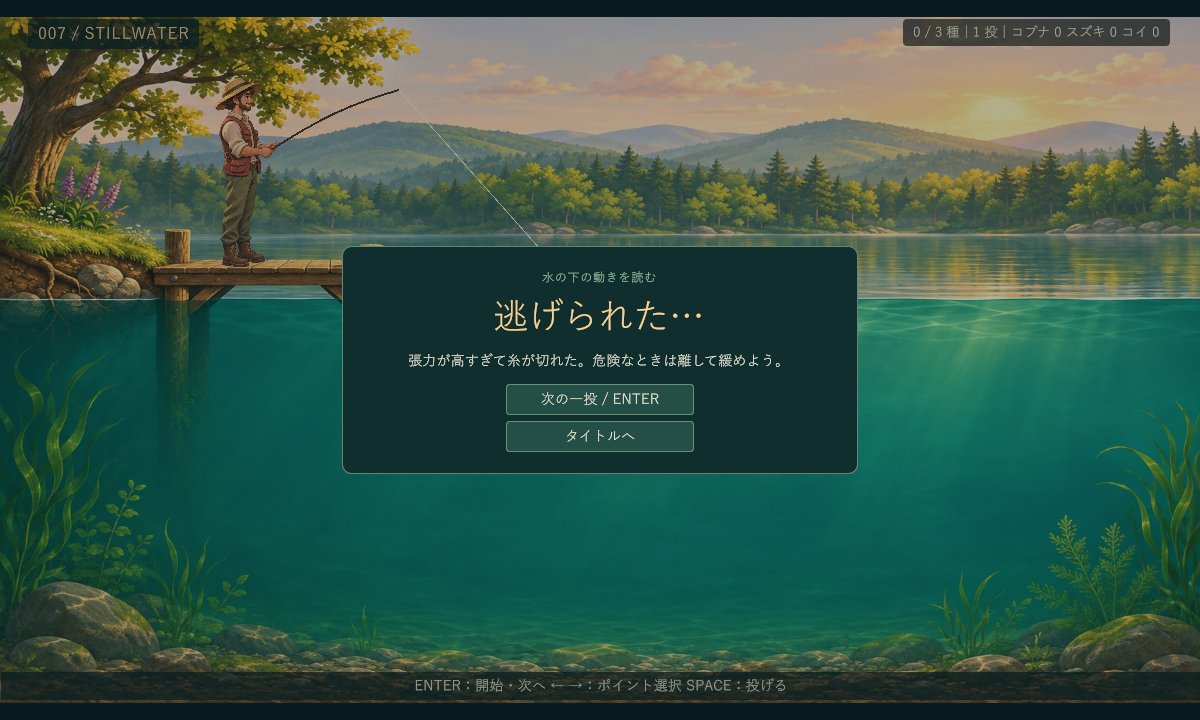 007 / STILLWATER
0 / 3 種 | 1 投 | コブナ 0 スズキ 0 コイ 0
水の下の動きを読む
逃げられた…
張力が高すぎて糸が切れた。危険なときは離して緩めよう。
次の一投 / ENTER
タイトルへ
ENTER：開始・次へ ← →：ポイント選択 SPACE：投げる